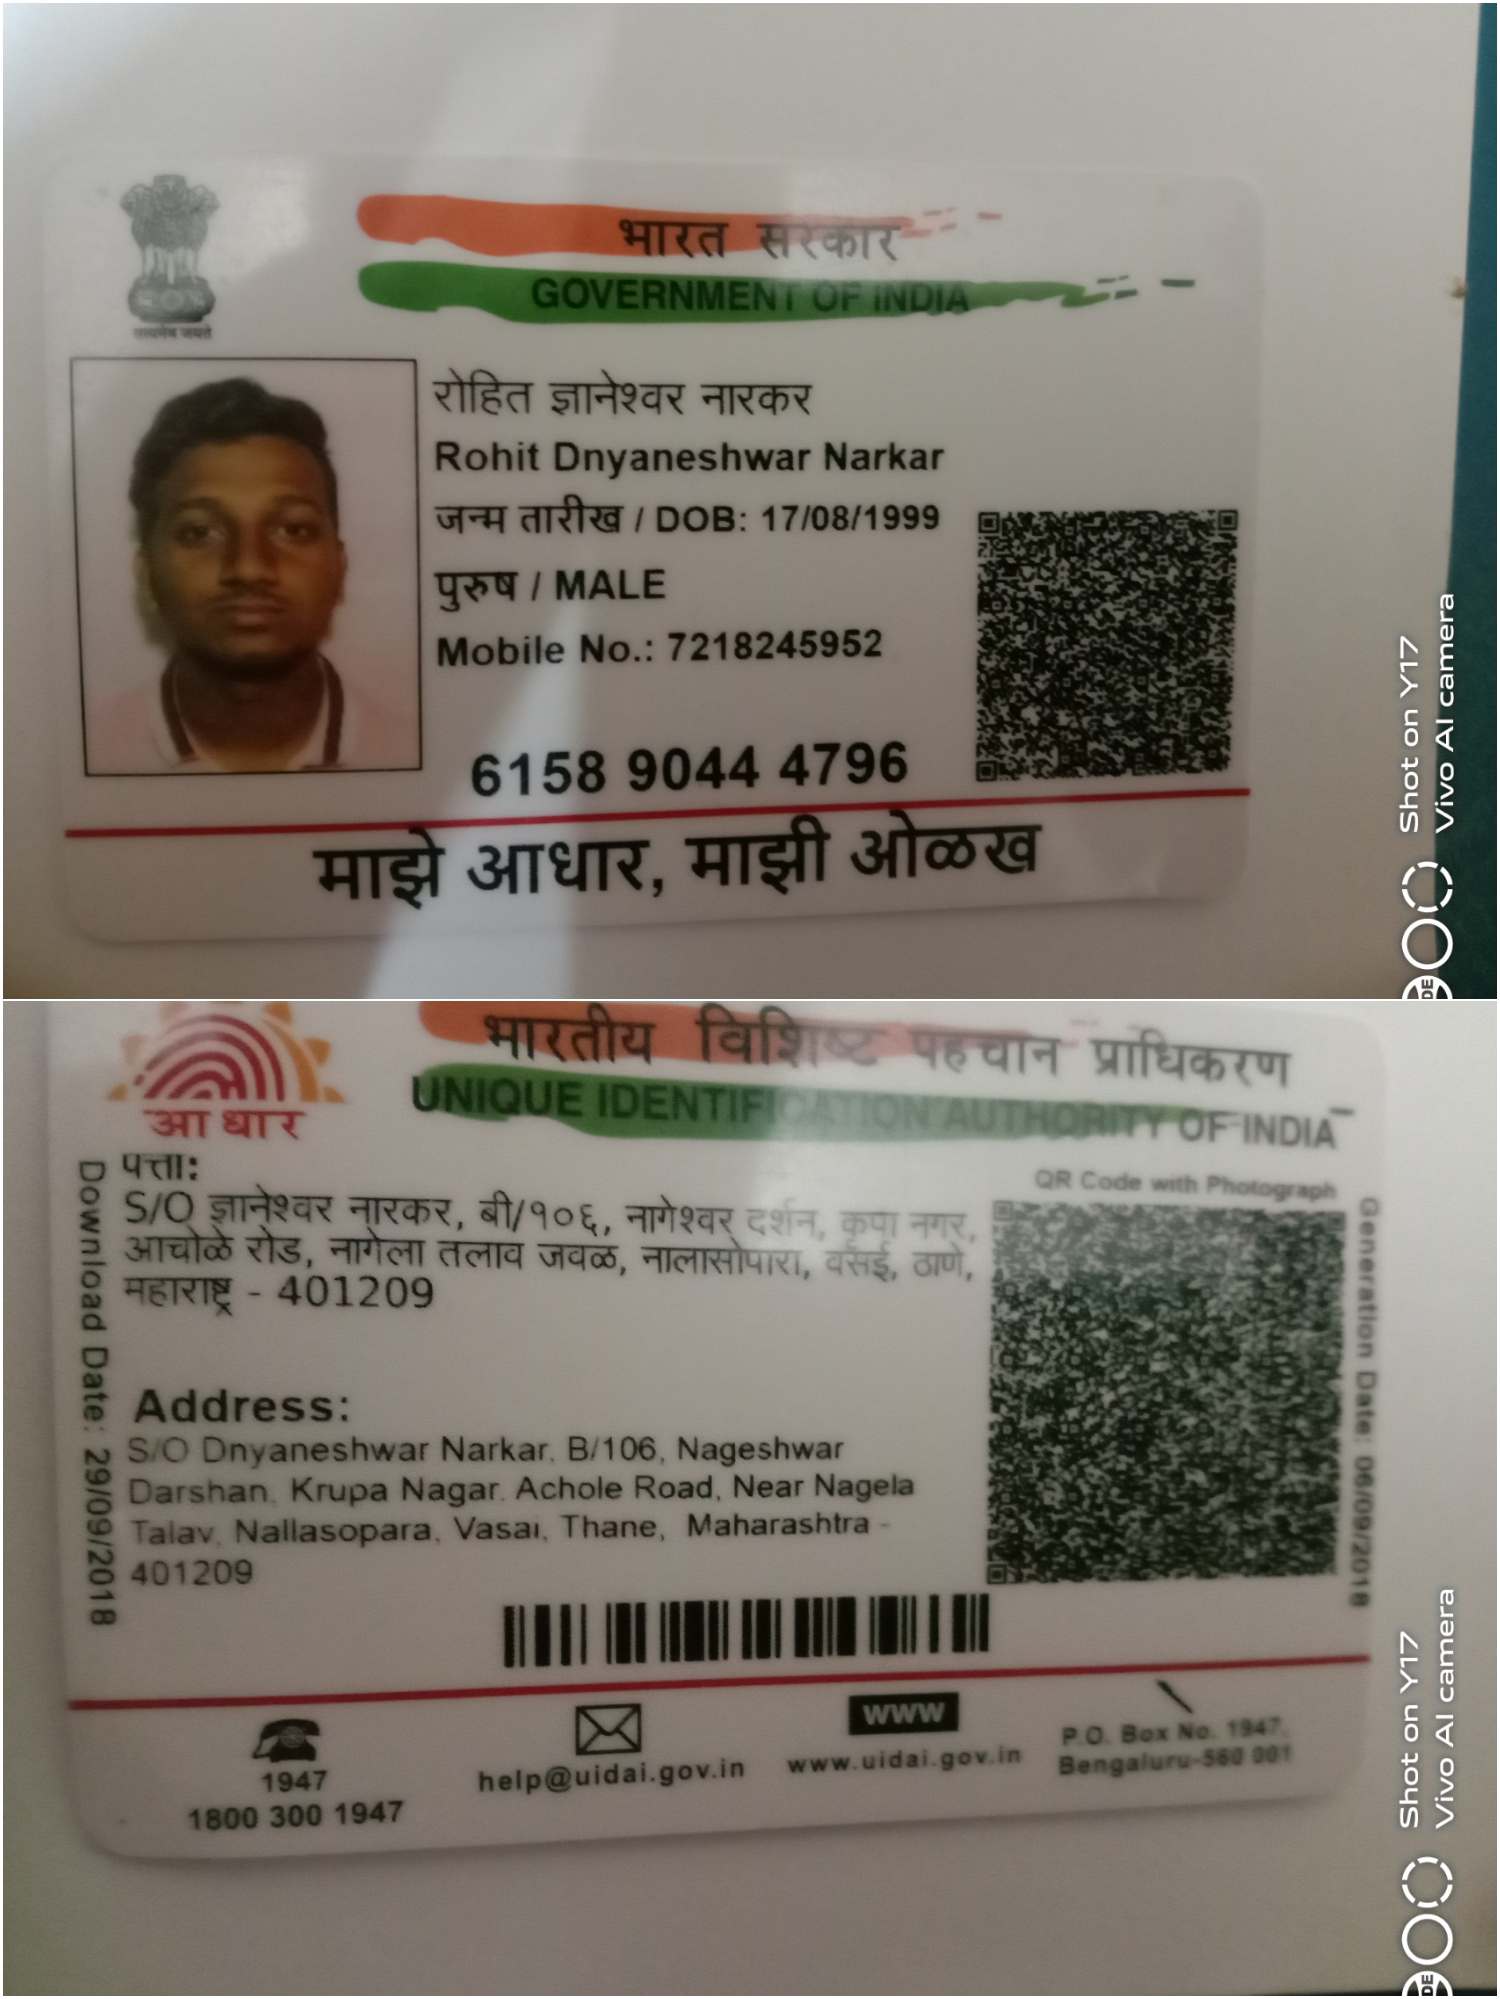 भारत सरकार
GOVERNMENT OF INDIA
सत्यमेव जयते
रोहित ज्ञानेश्वर नारकर
Rohit Dnyaneshwar Narkar
जन्म तारीख / DOB: 17/08/1999
पुरुष / MALE
Mobile No.: 7218245952
6158 9044 4796
माझे आधार, माझी ओळख
Shot on Y17
Vivo AI camera
भारतीय विशिष्ट पहचान प्राधिकरण
UNIQUE IDENTIFICATION AUTHORITY OF INDIA
आधार
Download Date: 29/09/2018
पत्ता:
S/O ज्ञानेश्वर नारकर, बी/१०६, नागेश्वर दर्शन, कृपा नगर,
आचोळे रोड, नागेला तलाव जवळ, नालासोपारा, वसई, ठाणे,
महाराष्ट्र - 401209
Address:
S/O Dnyaneshwar Narkar, B/106, Nageshwar
Darshan, Krupa Nagar, Achole Road, Near Nagela
Talav, Nallasopara, Vasai, Thane, Maharashtra -
401209
QR Code with Photograph
Generation Date: 06/09/2018
1947
1800 300 1947
help@uidai.gov.in
www
www.uidai.gov.in
P.O. Box No. 1947,
Bengaluru-560 001
Shot on Y17
Vivo AI camera